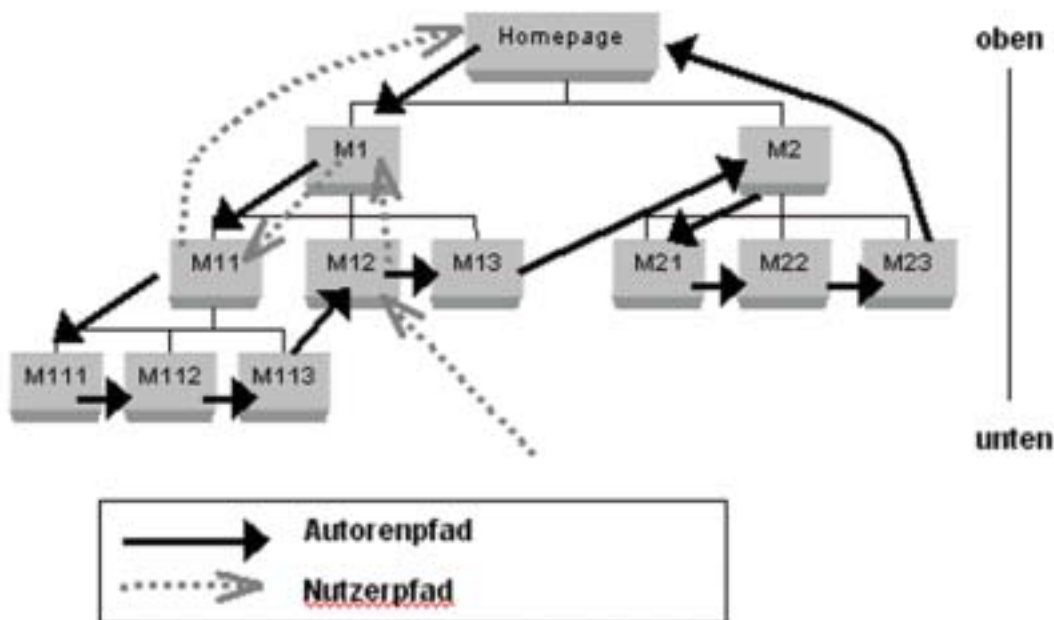 Homepage
oben
M1
M2
M11
M12
M13
M21
M22
M23
M111
M112
M113
unten
Autorenpfad
Nutzerpfad